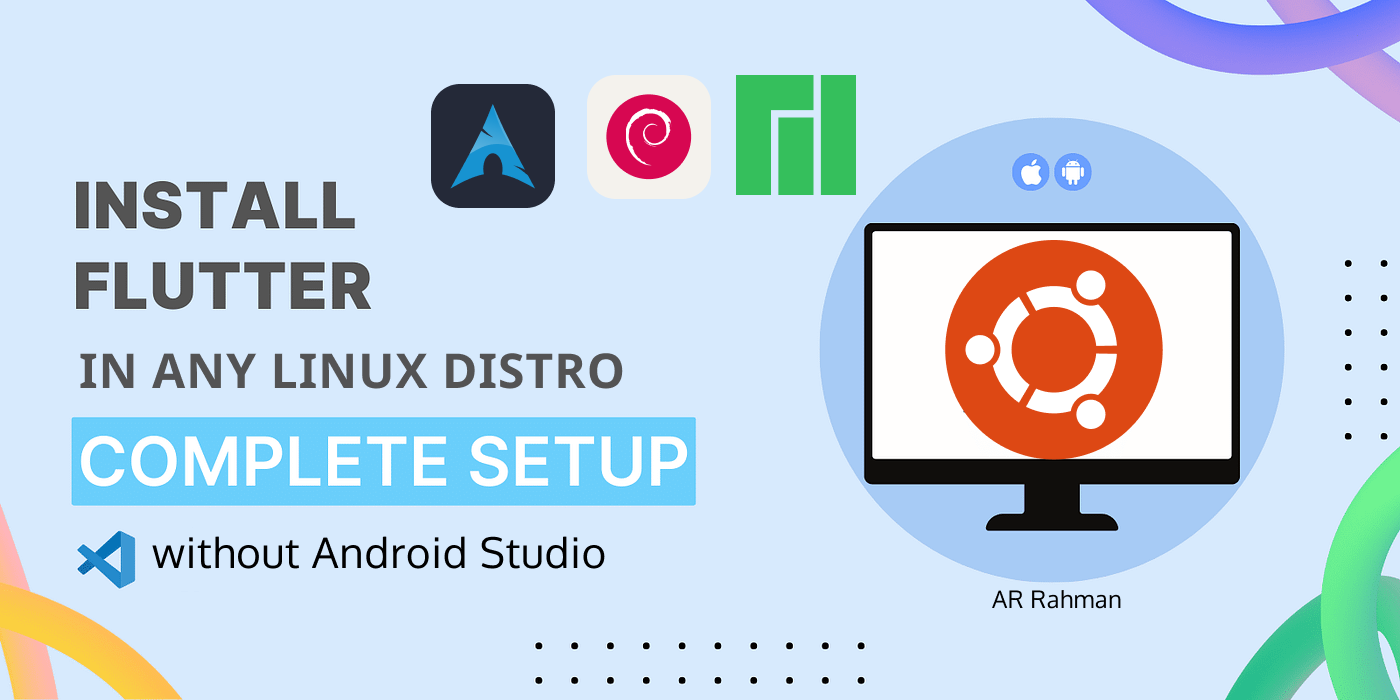 INSTALL
FLUTTER
IN ANY LINUX DISTRO
COMPLETE SETUP
without Android Studio
AR Rahman